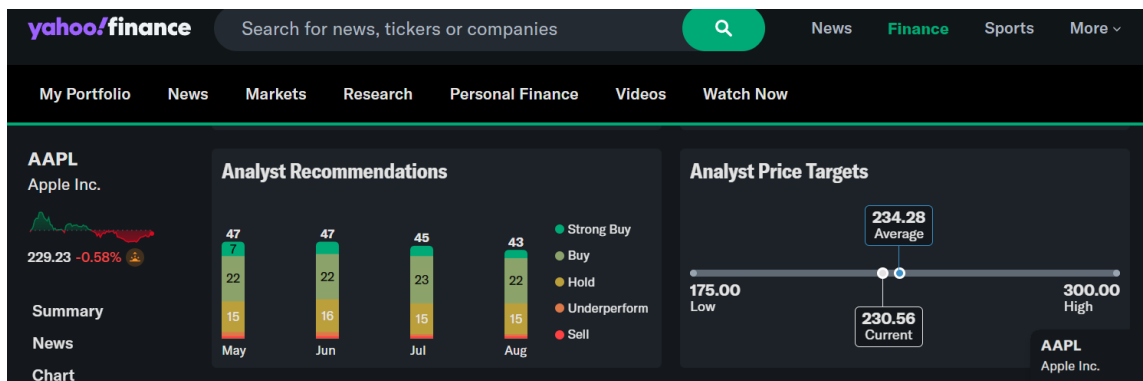 yahoo!finance
Search for news, tickers or companies
News
Finance
Sports
More
My Portfolio
News
Markets
Research
Personal Finance
Videos
Watch Now
AAPL
Apple Inc.
229.23 -0.58%
Summary
News
Chart
Analyst Recommendations
47
7
22
15
May
47
22
16
Jun
45
23
15
Jul
43
22
15
Aug
Strong Buy
Buy
Hold
Underperform
Sell
Analyst Price Targets
234.28
Average
175.00
Low
300.00
High
230.56
Current
AAPL
Apple Inc.